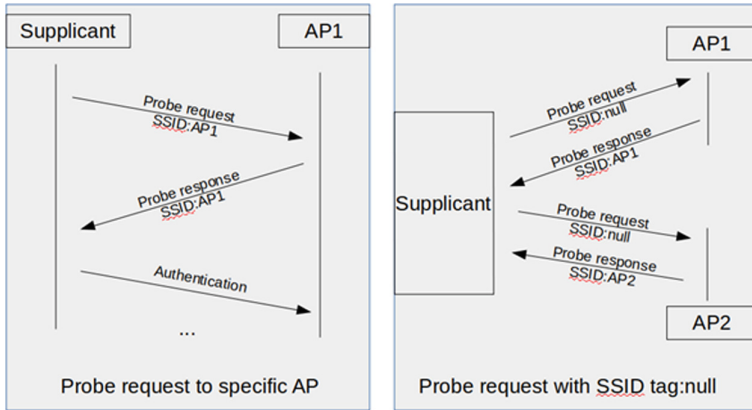 Supplicant
AP1
Probe request
SSID:AP1
Probe response
SSID:AP1
Authentication
...
Probe request to specific AP
AP1
Probe request
SSID:null
Probe response
SSID:AP1
Supplicant
Probe request
SSID:null
Probe response
SSID:AP2
AP2
Probe request with SSID tag:null